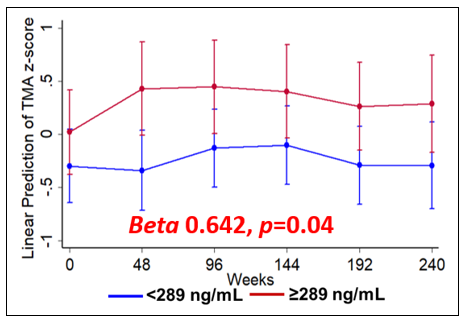 Linear Prediction of TMA z-score
1
.5
0
-.5
-1
Beta 0.642, p=0.04
0 48 96 144 192 240
Weeks
<289 ng/mL ≥289 ng/mL